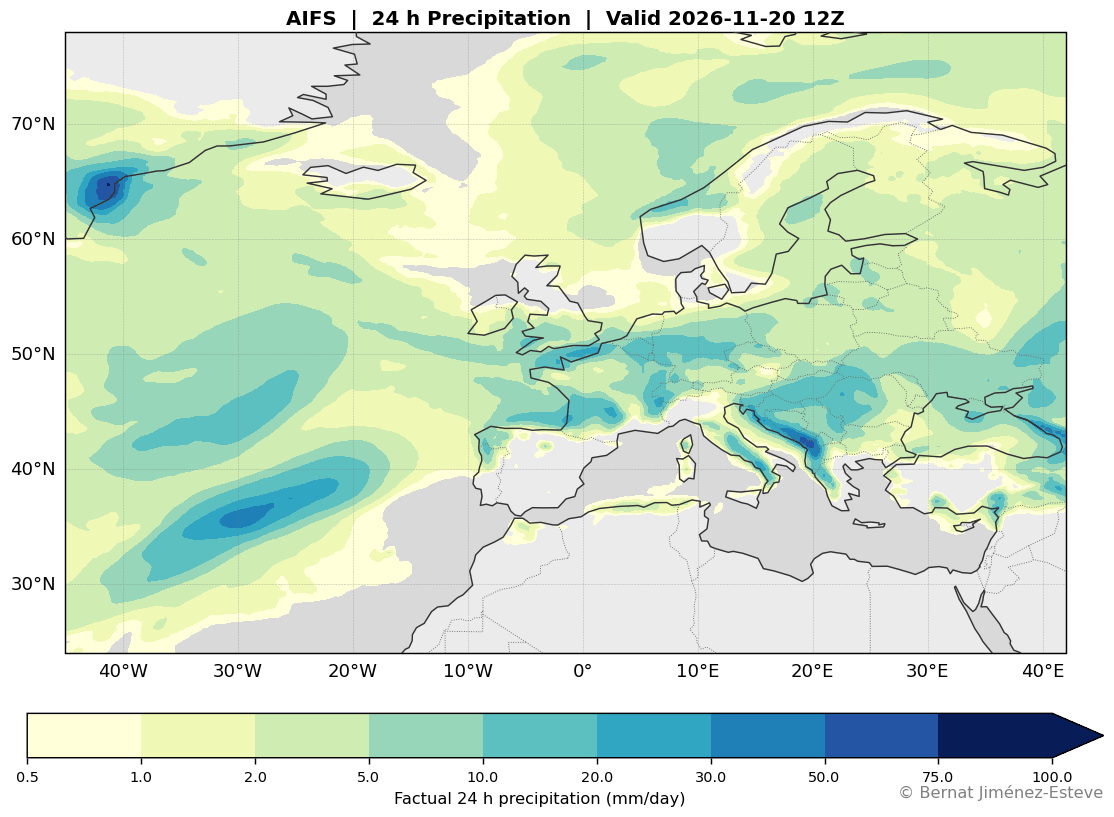 AIFS | 24 h Precipitation | Valid 2026-11-20 12Z
70°N
60°N
50°N
40°N
30°N
40°W 30°W 20°W 10°W 0° 10°E 20°E 30°E 40°E
0.5 1.0 2.0 5.0 10.0 20.0 30.0 50.0 75.0 100.0
Factual 24 h precipitation (mm/day)
© Bernat Jiménez-Esteve